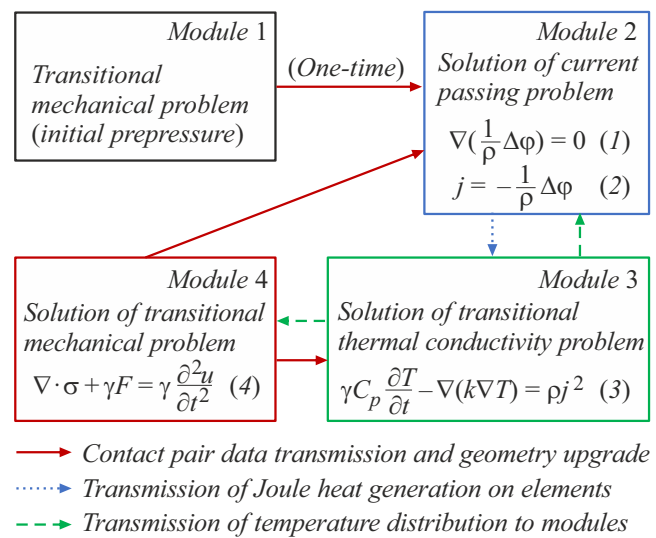 Module 1
Transitional
mechanical problem
(initial prepressure)
(One-time)
Module 2
Solution of current
passing problem
∇(1/ρ Δφ) = 0 (1)
j = −1/ρ Δφ (2)
Module 4
Solution of transitional
mechanical problem
∇·σ + γF = γ ∂²u/∂t² (4)
Module 3
Solution of transitional
thermal conductivity problem
γC_p ∂T/∂t − ∇(k∇T) = ρj² (3)
Contact pair data transmission and geometry upgrade
Transmission of Joule heat generation on elements
Transmission of temperature distribution to modules